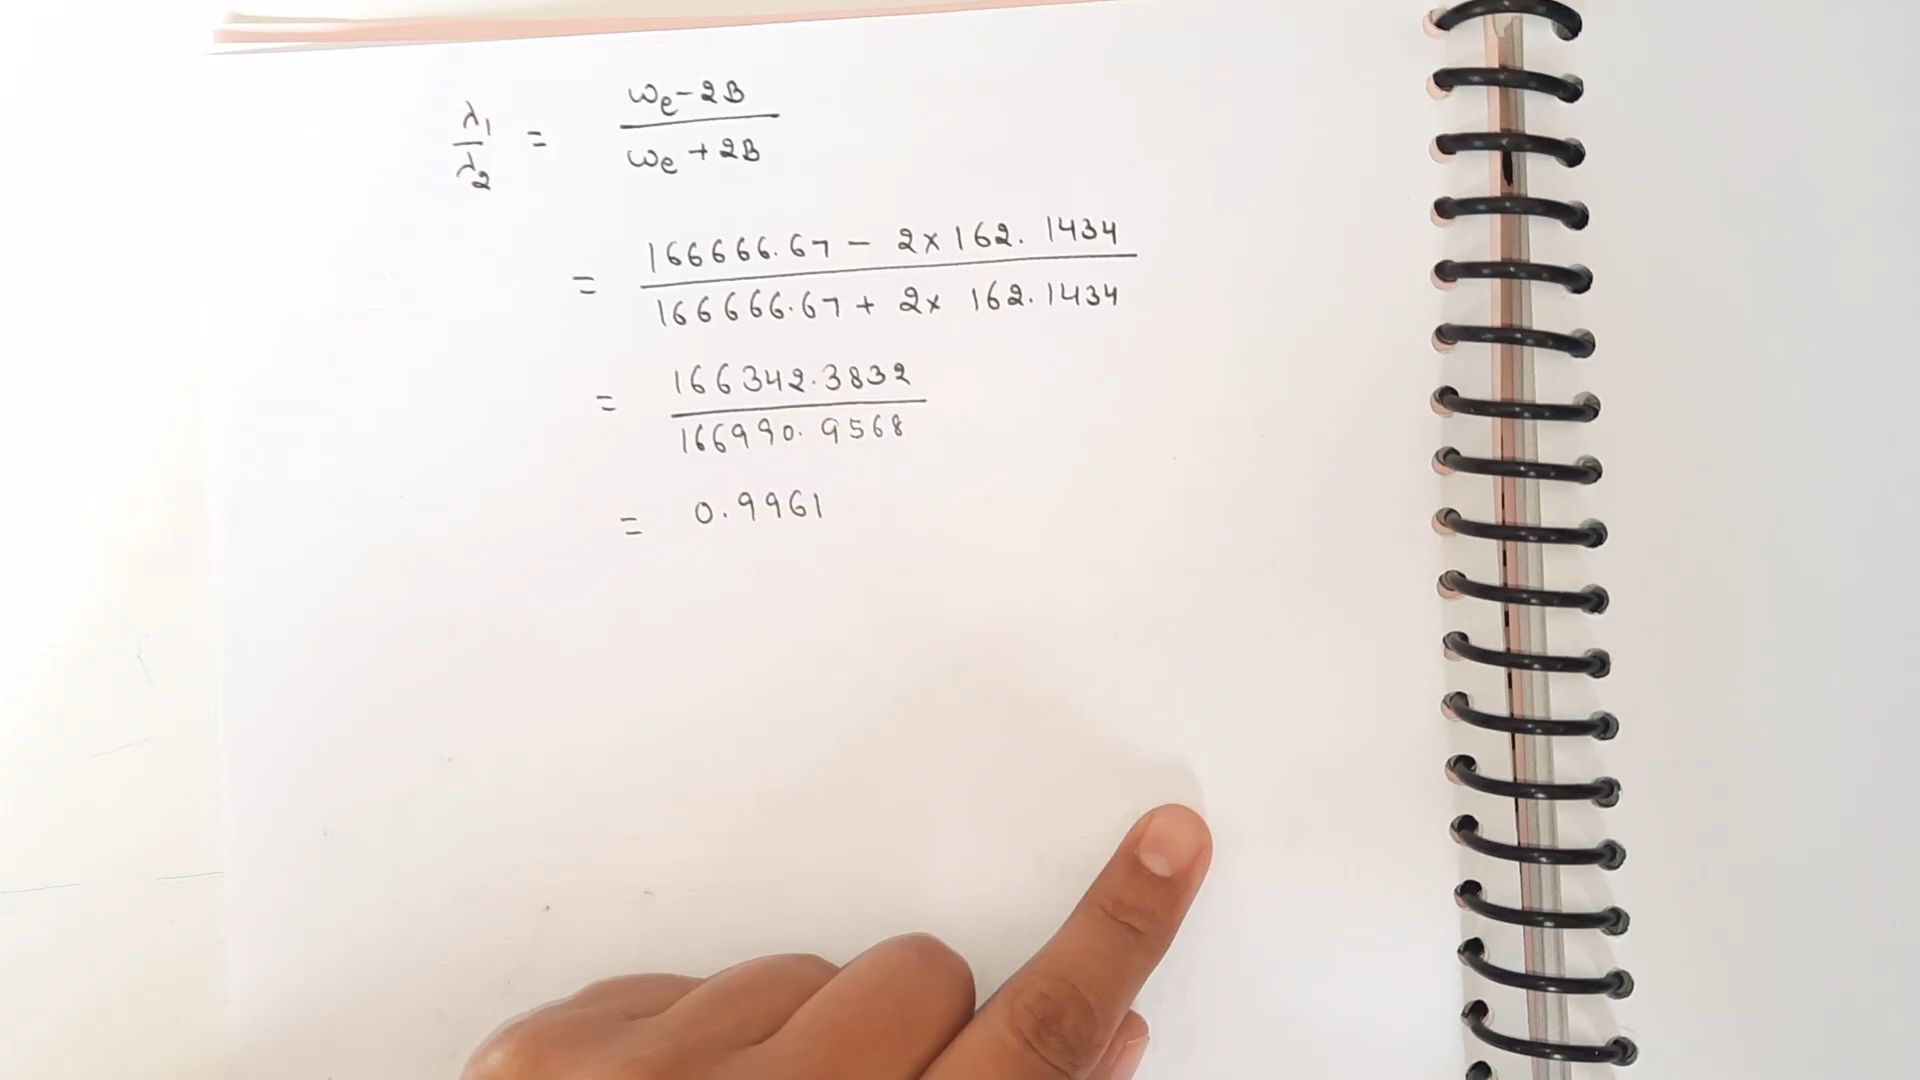 λ1/λ2 = (ωe - 2B)/(ωe + 2B)
= (166666.67 - 2 × 162.1434)/(166666.67 + 2 × 162.1434)
= 166342.3832/166990.9568
= 0.9961